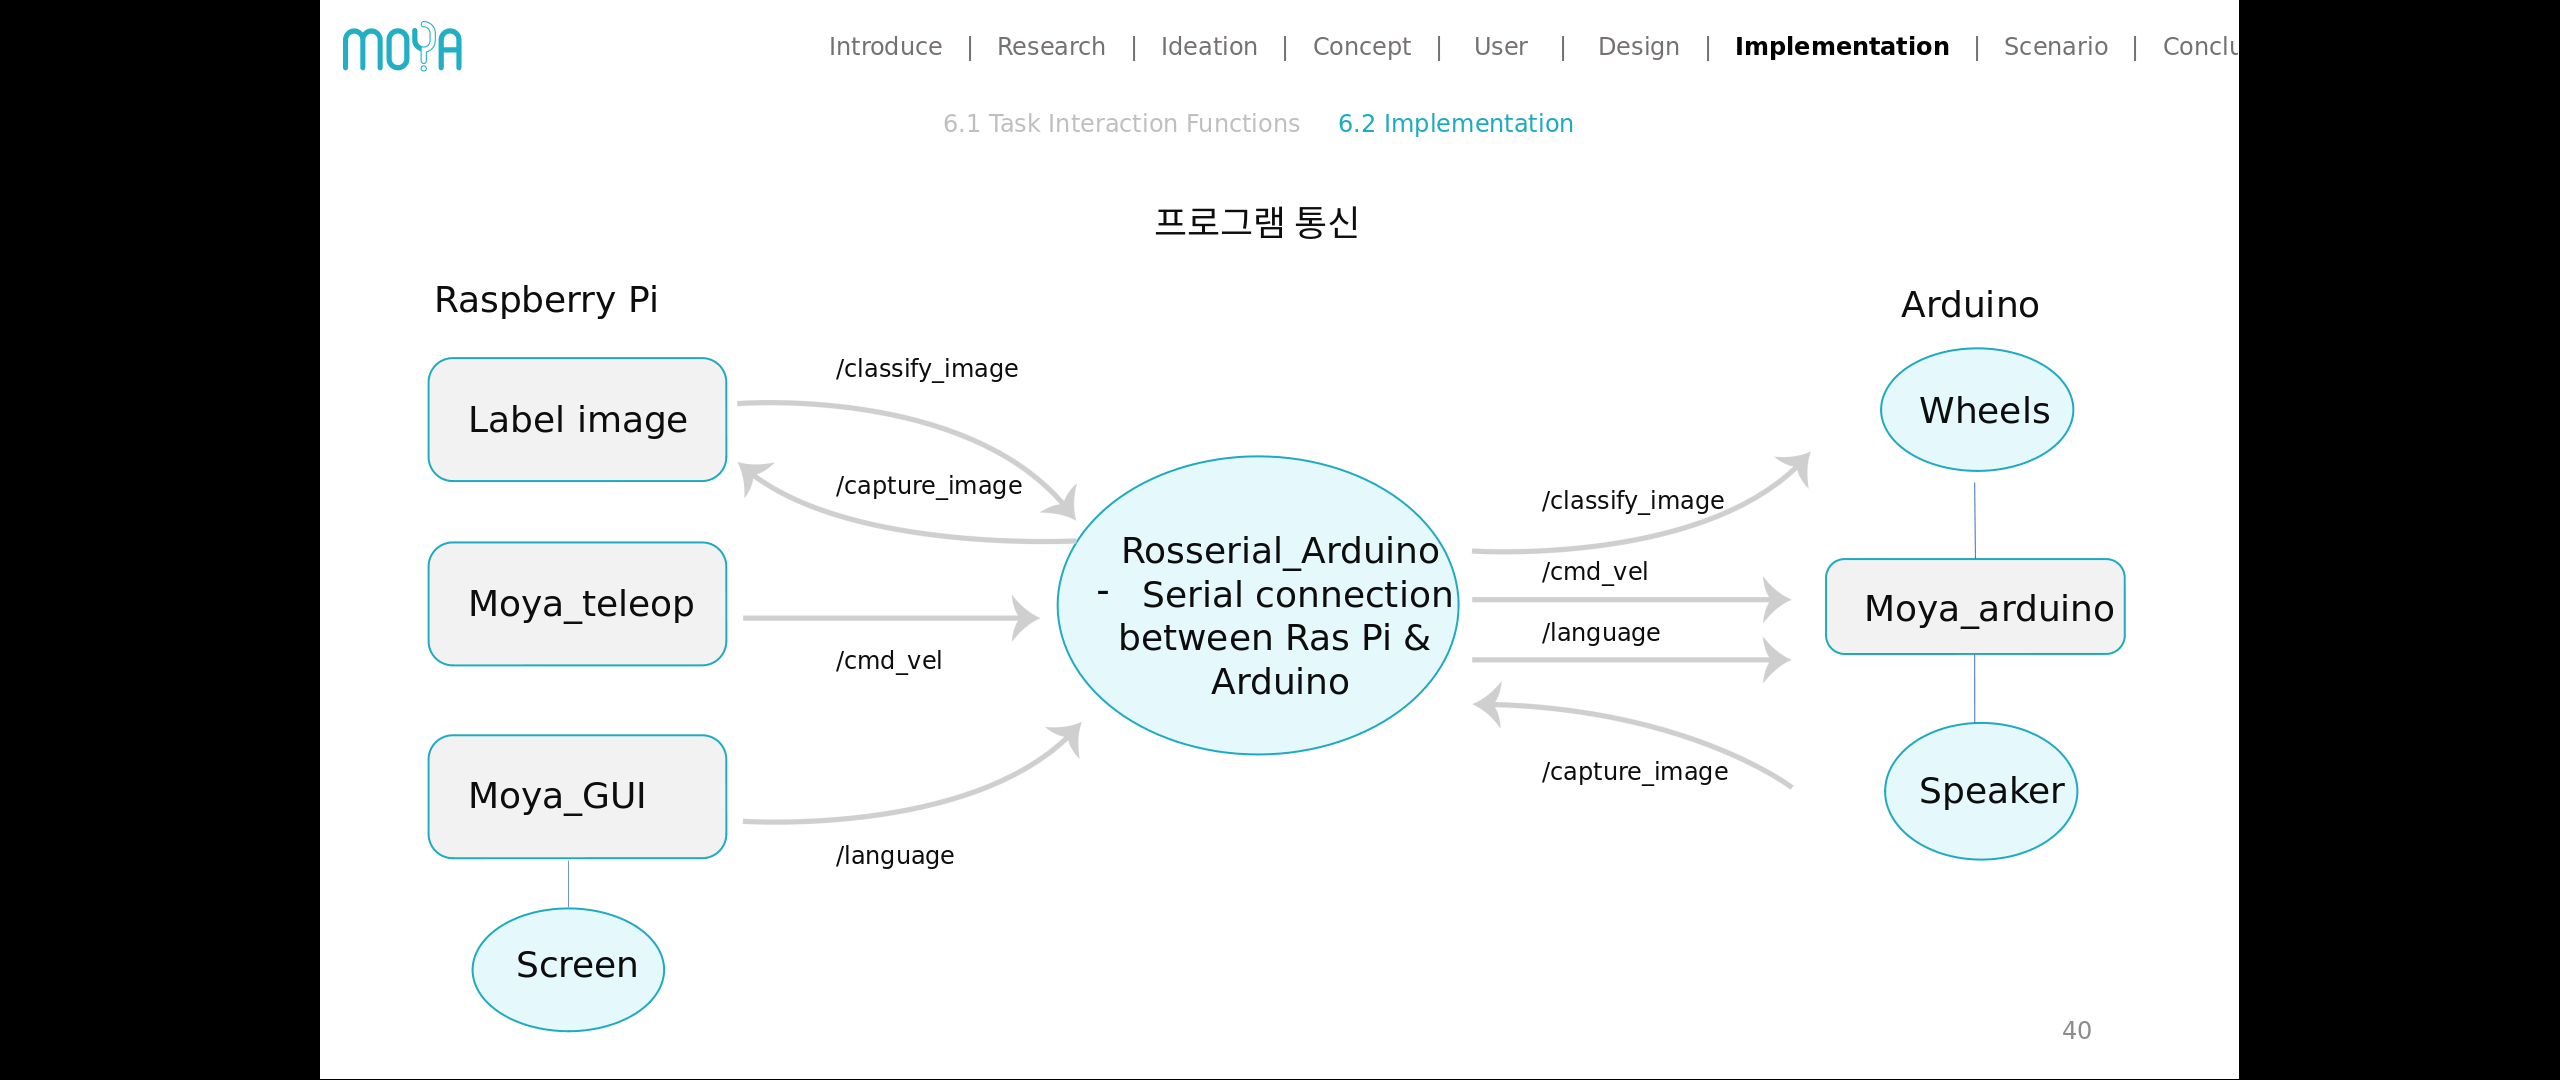 MOYA
Introduce | Research | Ideation | Concept | User | Design | Implementation | Scenario | Conclu
6.1 Task Interaction Functions 6.2 Implementation
프로그램 통신
Raspberry Pi
Arduino
/classify_image
Label image
Wheels
/capture_image
/classify_image
Rosserial_Arduino
- Serial connection
between Ras Pi &
Arduino
/cmd_vel
Moya_teleop
/language
Moya_arduino
/cmd_vel
/capture_image
Moya_GUI
Speaker
/language
Screen
40